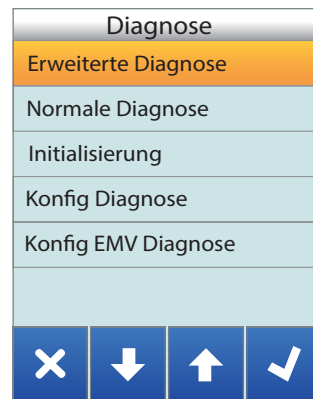 Diagnose
Erweiterte Diagnose
Normale Diagnose
Initialisierung
Konfig Diagnose
Konfig EMV Diagnose